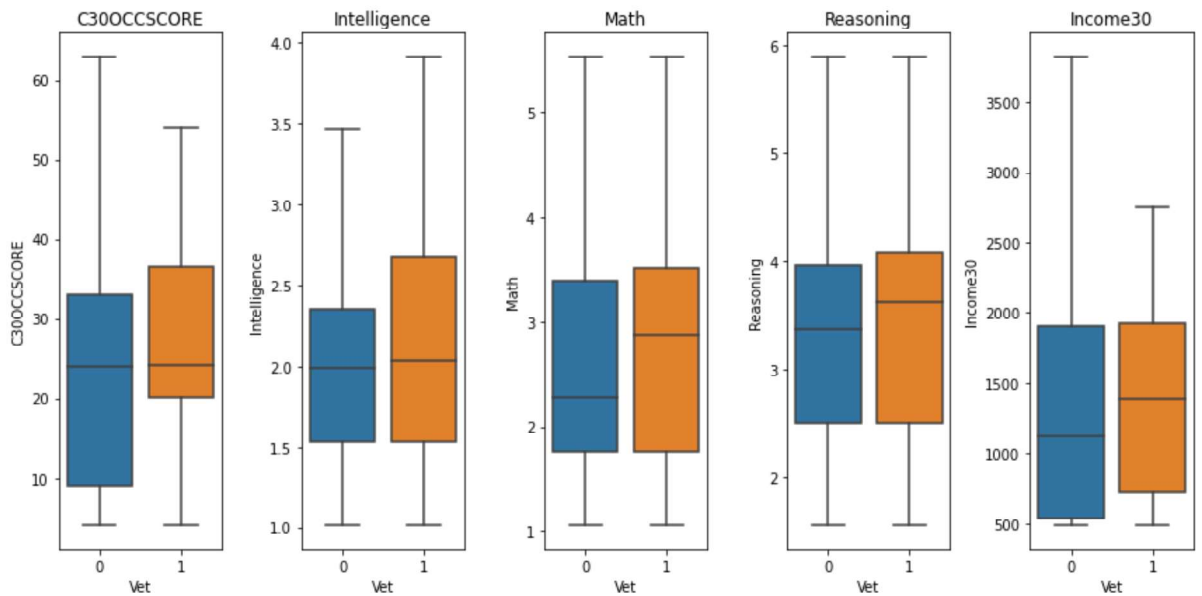 C30OCCSCORE
60
50
40
30
20
10
C30OCCSCORE
0
1
Vet
Intelligence
4.0
3.5
3.0
2.5
2.0
1.5
1.0
Intelligence
0
1
Vet
Math
5
4
3
2
1
Math
0
1
Vet
Reasoning
6
5
4
3
2
Reasoning
0
1
Vet
Income30
3500
3000
2500
2000
1500
1000
500
Income30
0
1
Vet